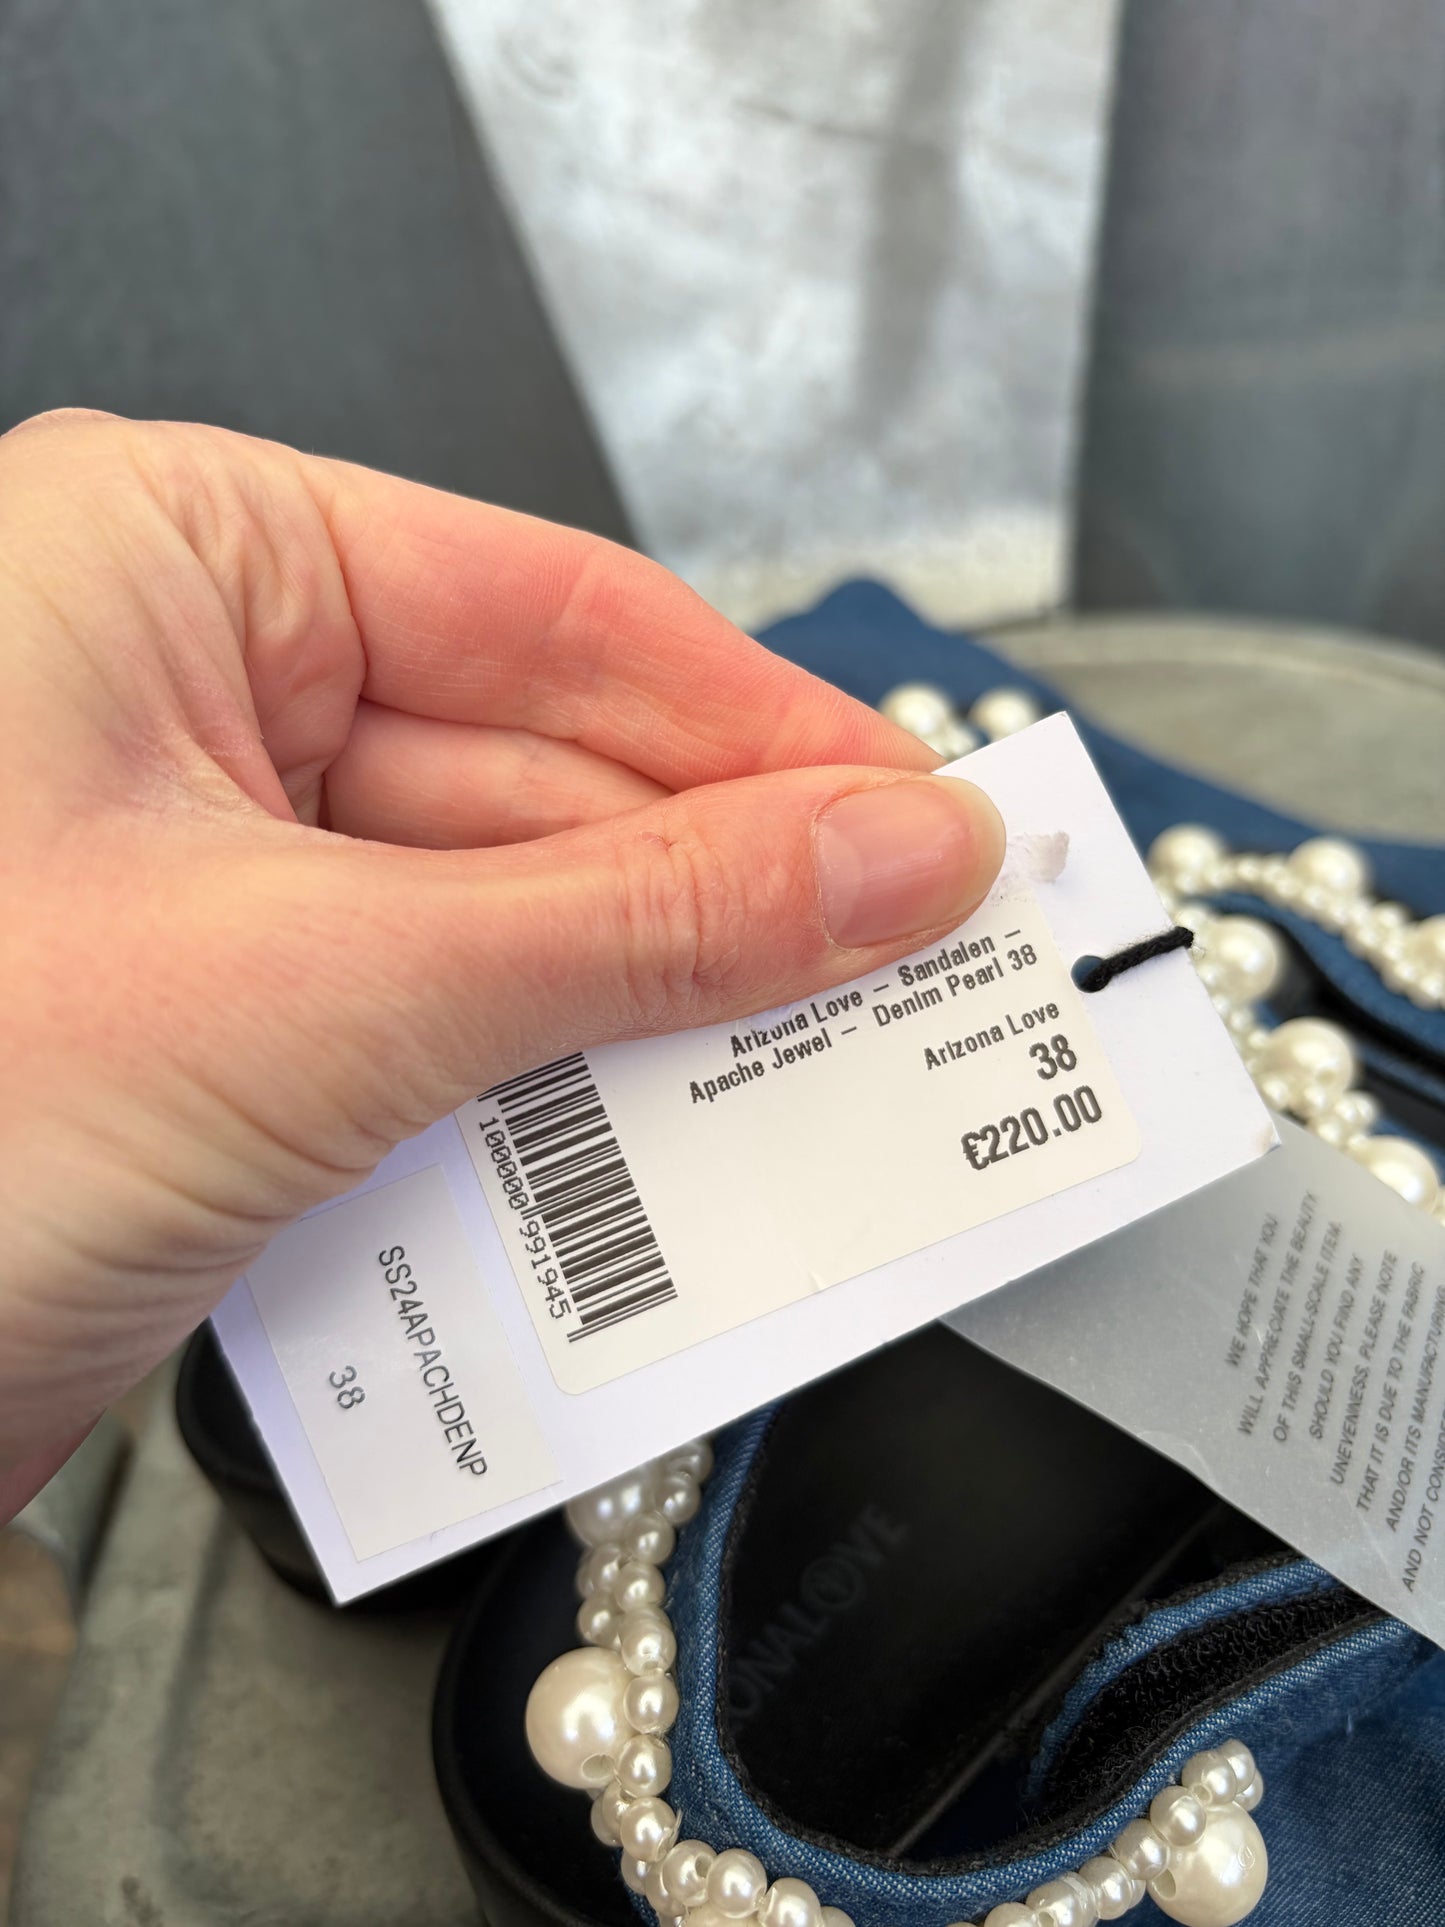 Arizona Love – Sandalen –
Apache Jewel – Denim Pearl 38
Arizona Love
38
€220.00
1000000991945
SS24APACHDENP
38
WE HOPE THAT YOU
WILL APPRECIATE THE BEAUTY
OF THIS SMALL-SCALE ITEM.
SHOULD YOU FIND ANY
UNEVENNESS, PLEASE NOTE
THAT IT IS DUE TO THE FABRIC
AND/OR ITS MANUFACTURING
AND NOT
ONALOVE